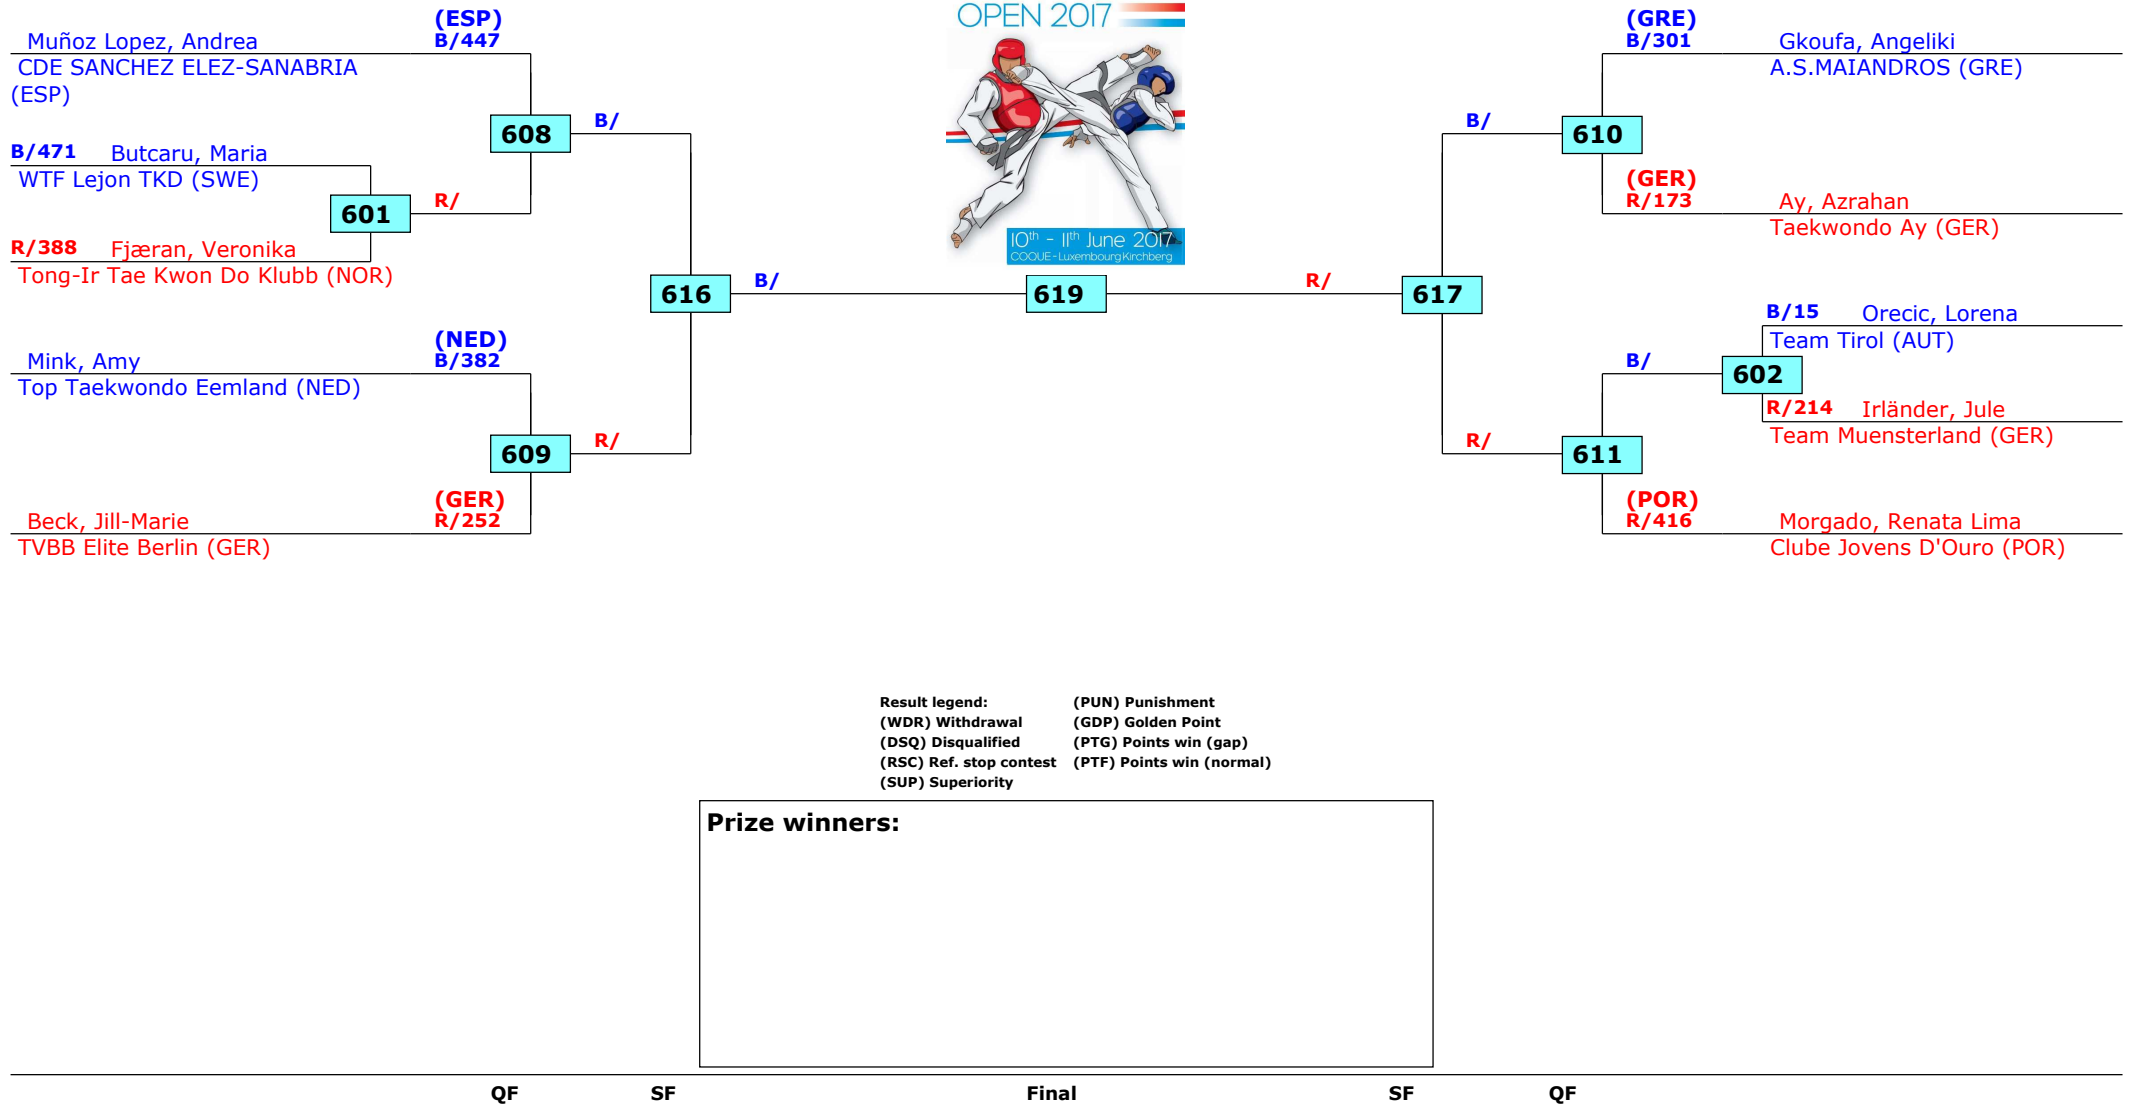 OPEN 2017
10th - 11th June 2017
COQUE - Luxembourg Kirchberg
(ESP)
Muñoz Lopez, Andrea B/447
CDE SANCHEZ ELEZ-SANABRIA
(ESP)
608
B/
B/471 Butcaru, Maria
WTF Lejon TKD (SWE)
601
R/
R/388 Fjæran, Veronika
Tong-Ir Tae Kwon Do Klubb (NOR)
616
B/
(NED)
Mink, Amy B/382
Top Taekwondo Eemland (NED)
609
R/
(GER)
Beck, Jill-Marie R/252
TVBB Elite Berlin (GER)
619
(GRE)
B/301 Gkoufa, Angeliki
A.S.MAIANDROS (GRE)
B/
610
(GER)
R/173 Ay, Azrahan
Taekwondo Ay (GER)
R/
617
B/15 Orecic, Lorena
Team Tirol (AUT)
B/
602
R/214 Irländer, Jule
Team Muensterland (GER)
R/
611
(POR)
R/416 Morgado, Renata Lima
Clube Jovens D'Ouro (POR)
Result legend: (PUN) Punishment
(WDR) Withdrawal (GDP) Golden Point
(DSQ) Disqualified (PTG) Points win (gap)
(RSC) Ref. stop contest (PTF) Points win (normal)
(SUP) Superiority
Prize winners:
QF SF Final SF QF